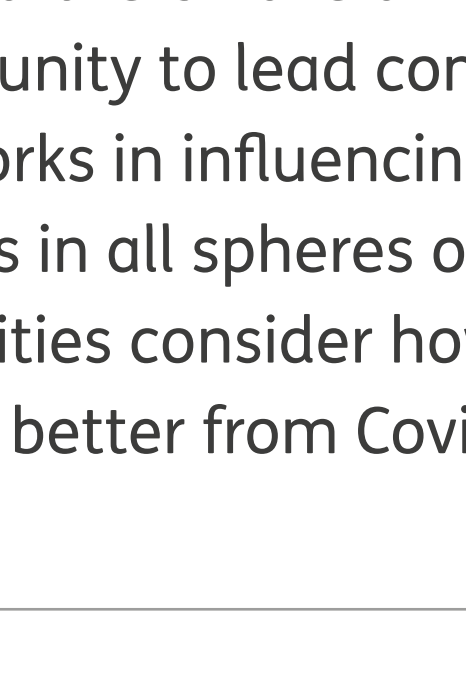 unity to lead con
orks in influencin
s in all spheres o
ities consider ho
better from Covi